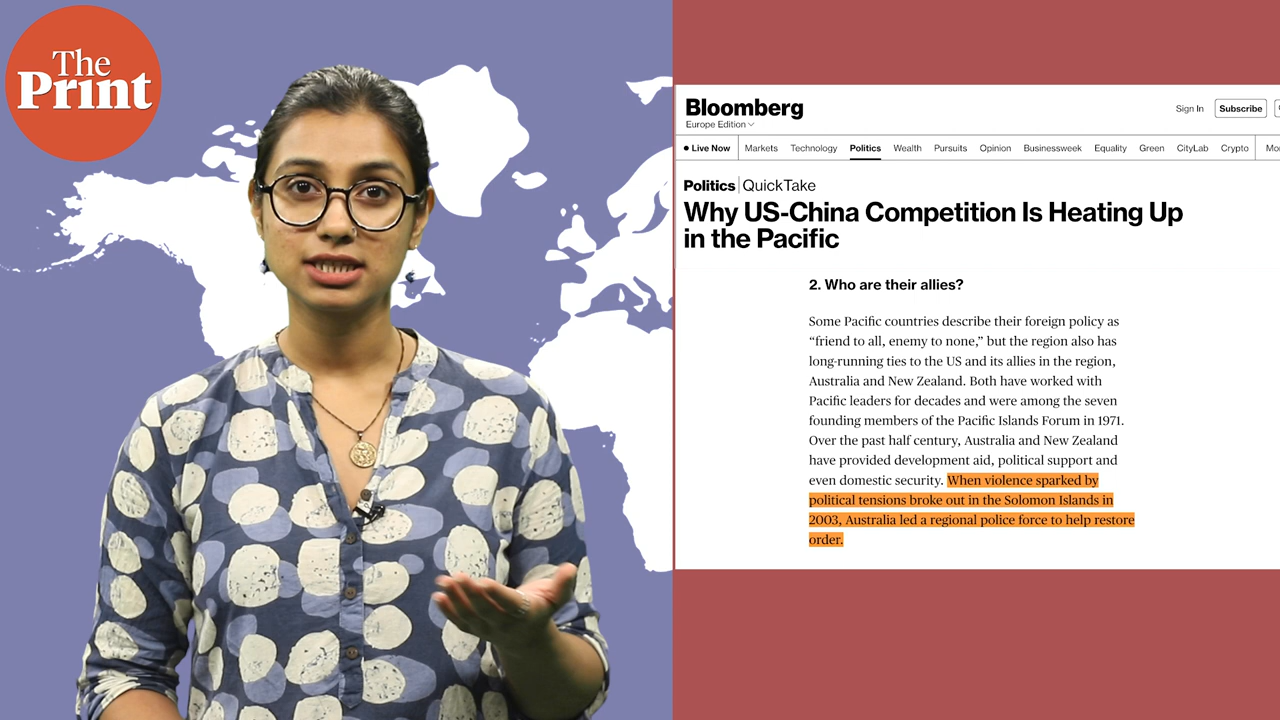 The
Print
Bloomberg
Europe Edition
Sign In
Subscribe
Live Now
Markets
Technology
Politics
Wealth
Pursuits
Opinion
Businessweek
Equality
Green
CityLab
Crypto
Politics | QuickTake
Why US-China Competition Is Heating Up
in the Pacific
2. Who are their allies?
Some Pacific countries describe their foreign policy as
“friend to all, enemy to none,” but the region also has
long-running ties to the US and its allies in the region,
Australia and New Zealand. Both have worked with
Pacific leaders for decades and were among the seven
founding members of the Pacific Islands Forum in 1971.
Over the past half century, Australia and New Zealand
have provided development aid, political support and
even domestic security. When violence sparked by
political tensions broke out in the Solomon Islands in
2003, Australia led a regional police force to help restore
order.